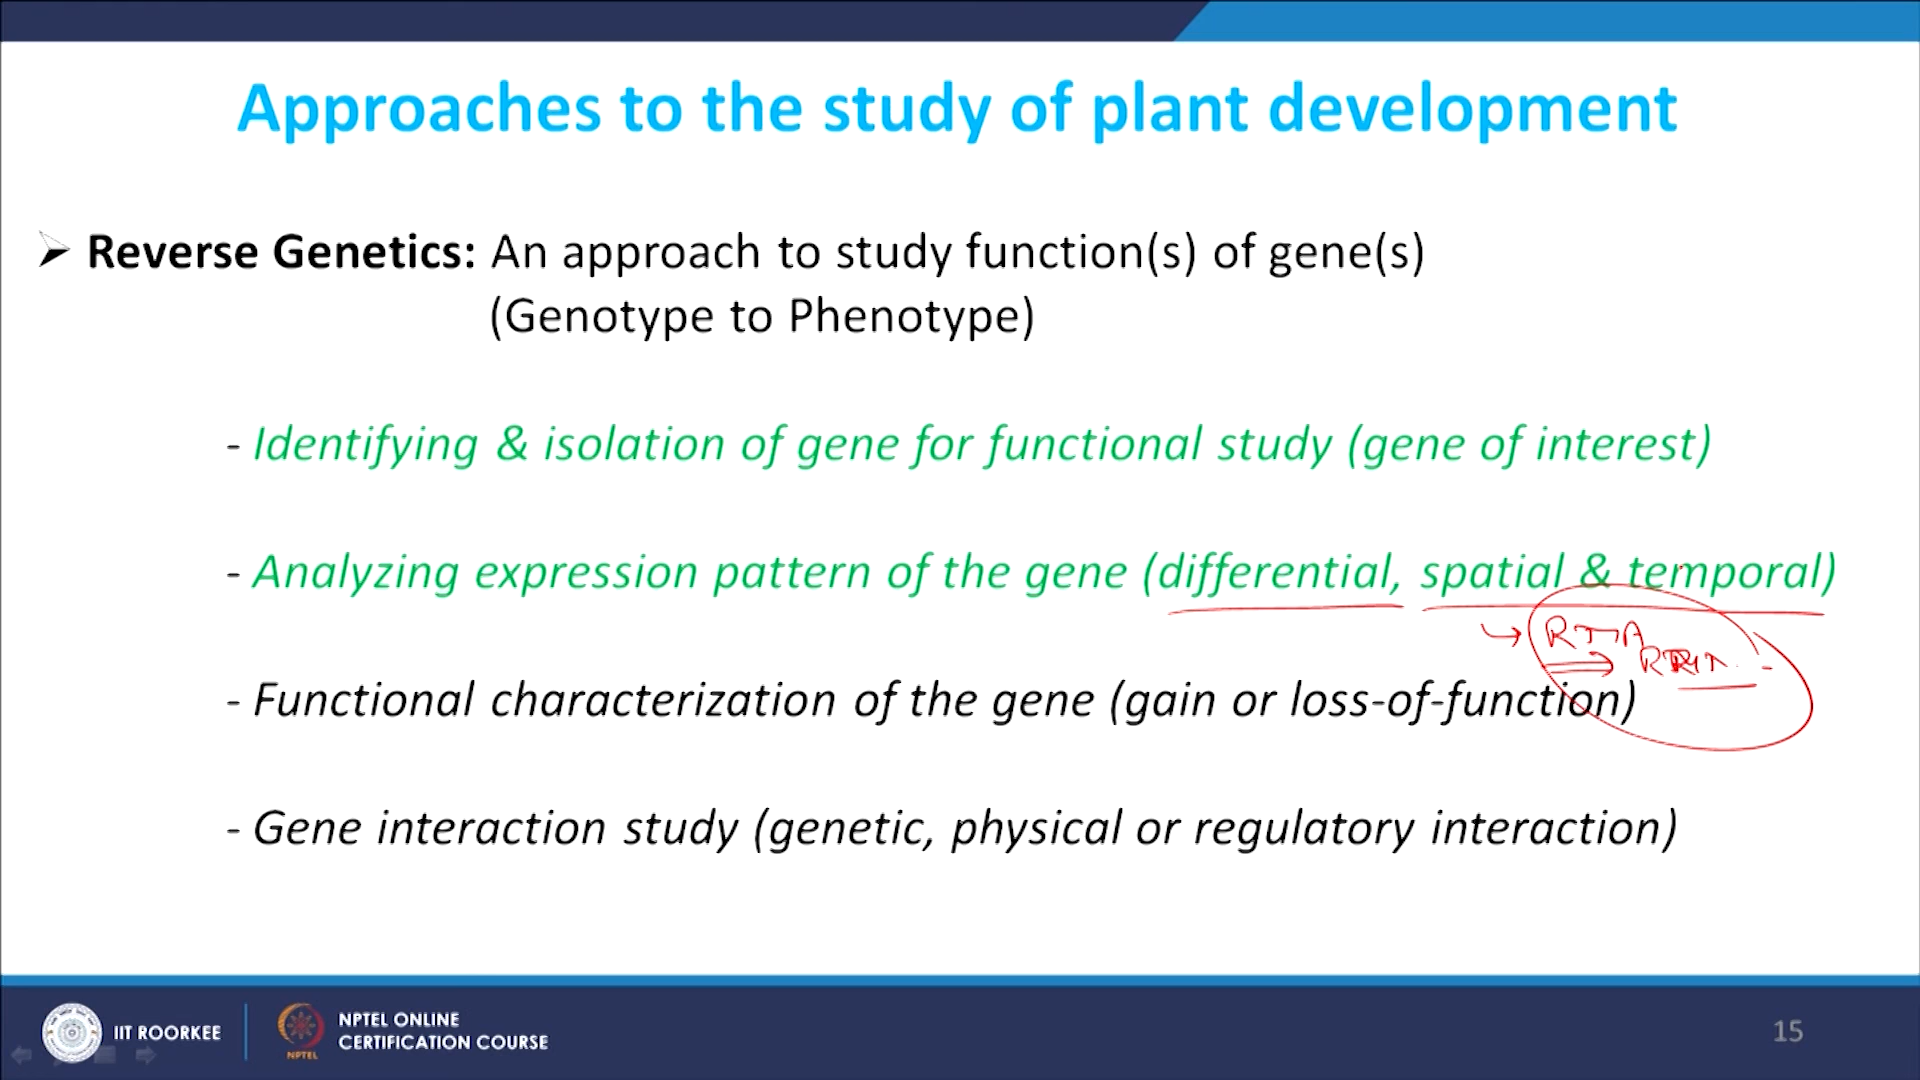 Approaches to the study of plant development
Reverse Genetics: An approach to study function(s) of gene(s)
(Genotype to Phenotype)
- Identifying & isolation of gene for functional study (gene of interest)
- Analyzing expression pattern of the gene (differential, spatial & temporal)
- Functional characterization of the gene (gain or loss-of-function)
- Gene interaction study (genetic, physical or regulatory interaction)
IIT ROORKEE
NPTEL
NPTEL ONLINE
CERTIFICATION COURSE
15